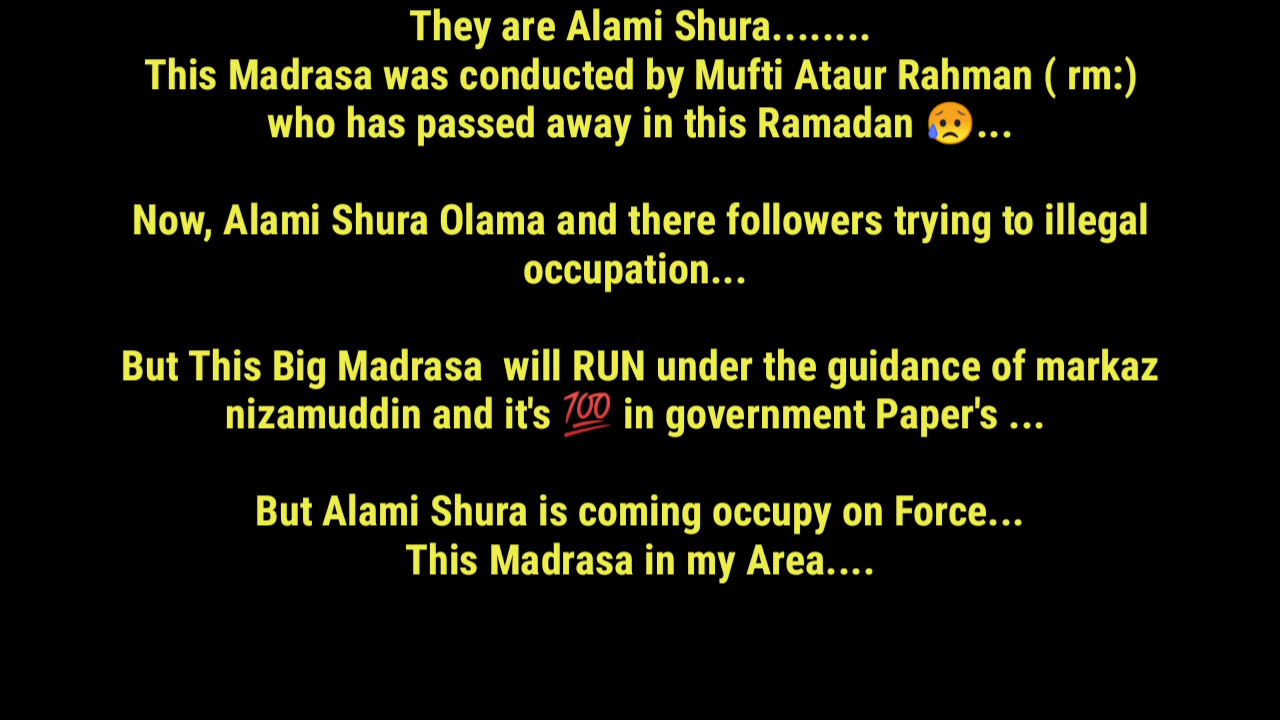 They are Alami Shura........
This Madrasa was conducted by Mufti Ataur Rahman ( rm:)
who has passed away in this Ramadan 😥...
Now, Alami Shura Olama and there followers trying to illegal
occupation...
But This Big Madrasa  will RUN under the guidance of markaz
nizamuddin and it's 💯 in government Paper's ...
But Alami Shura is coming occupy on Force...
This Madrasa in my Area....